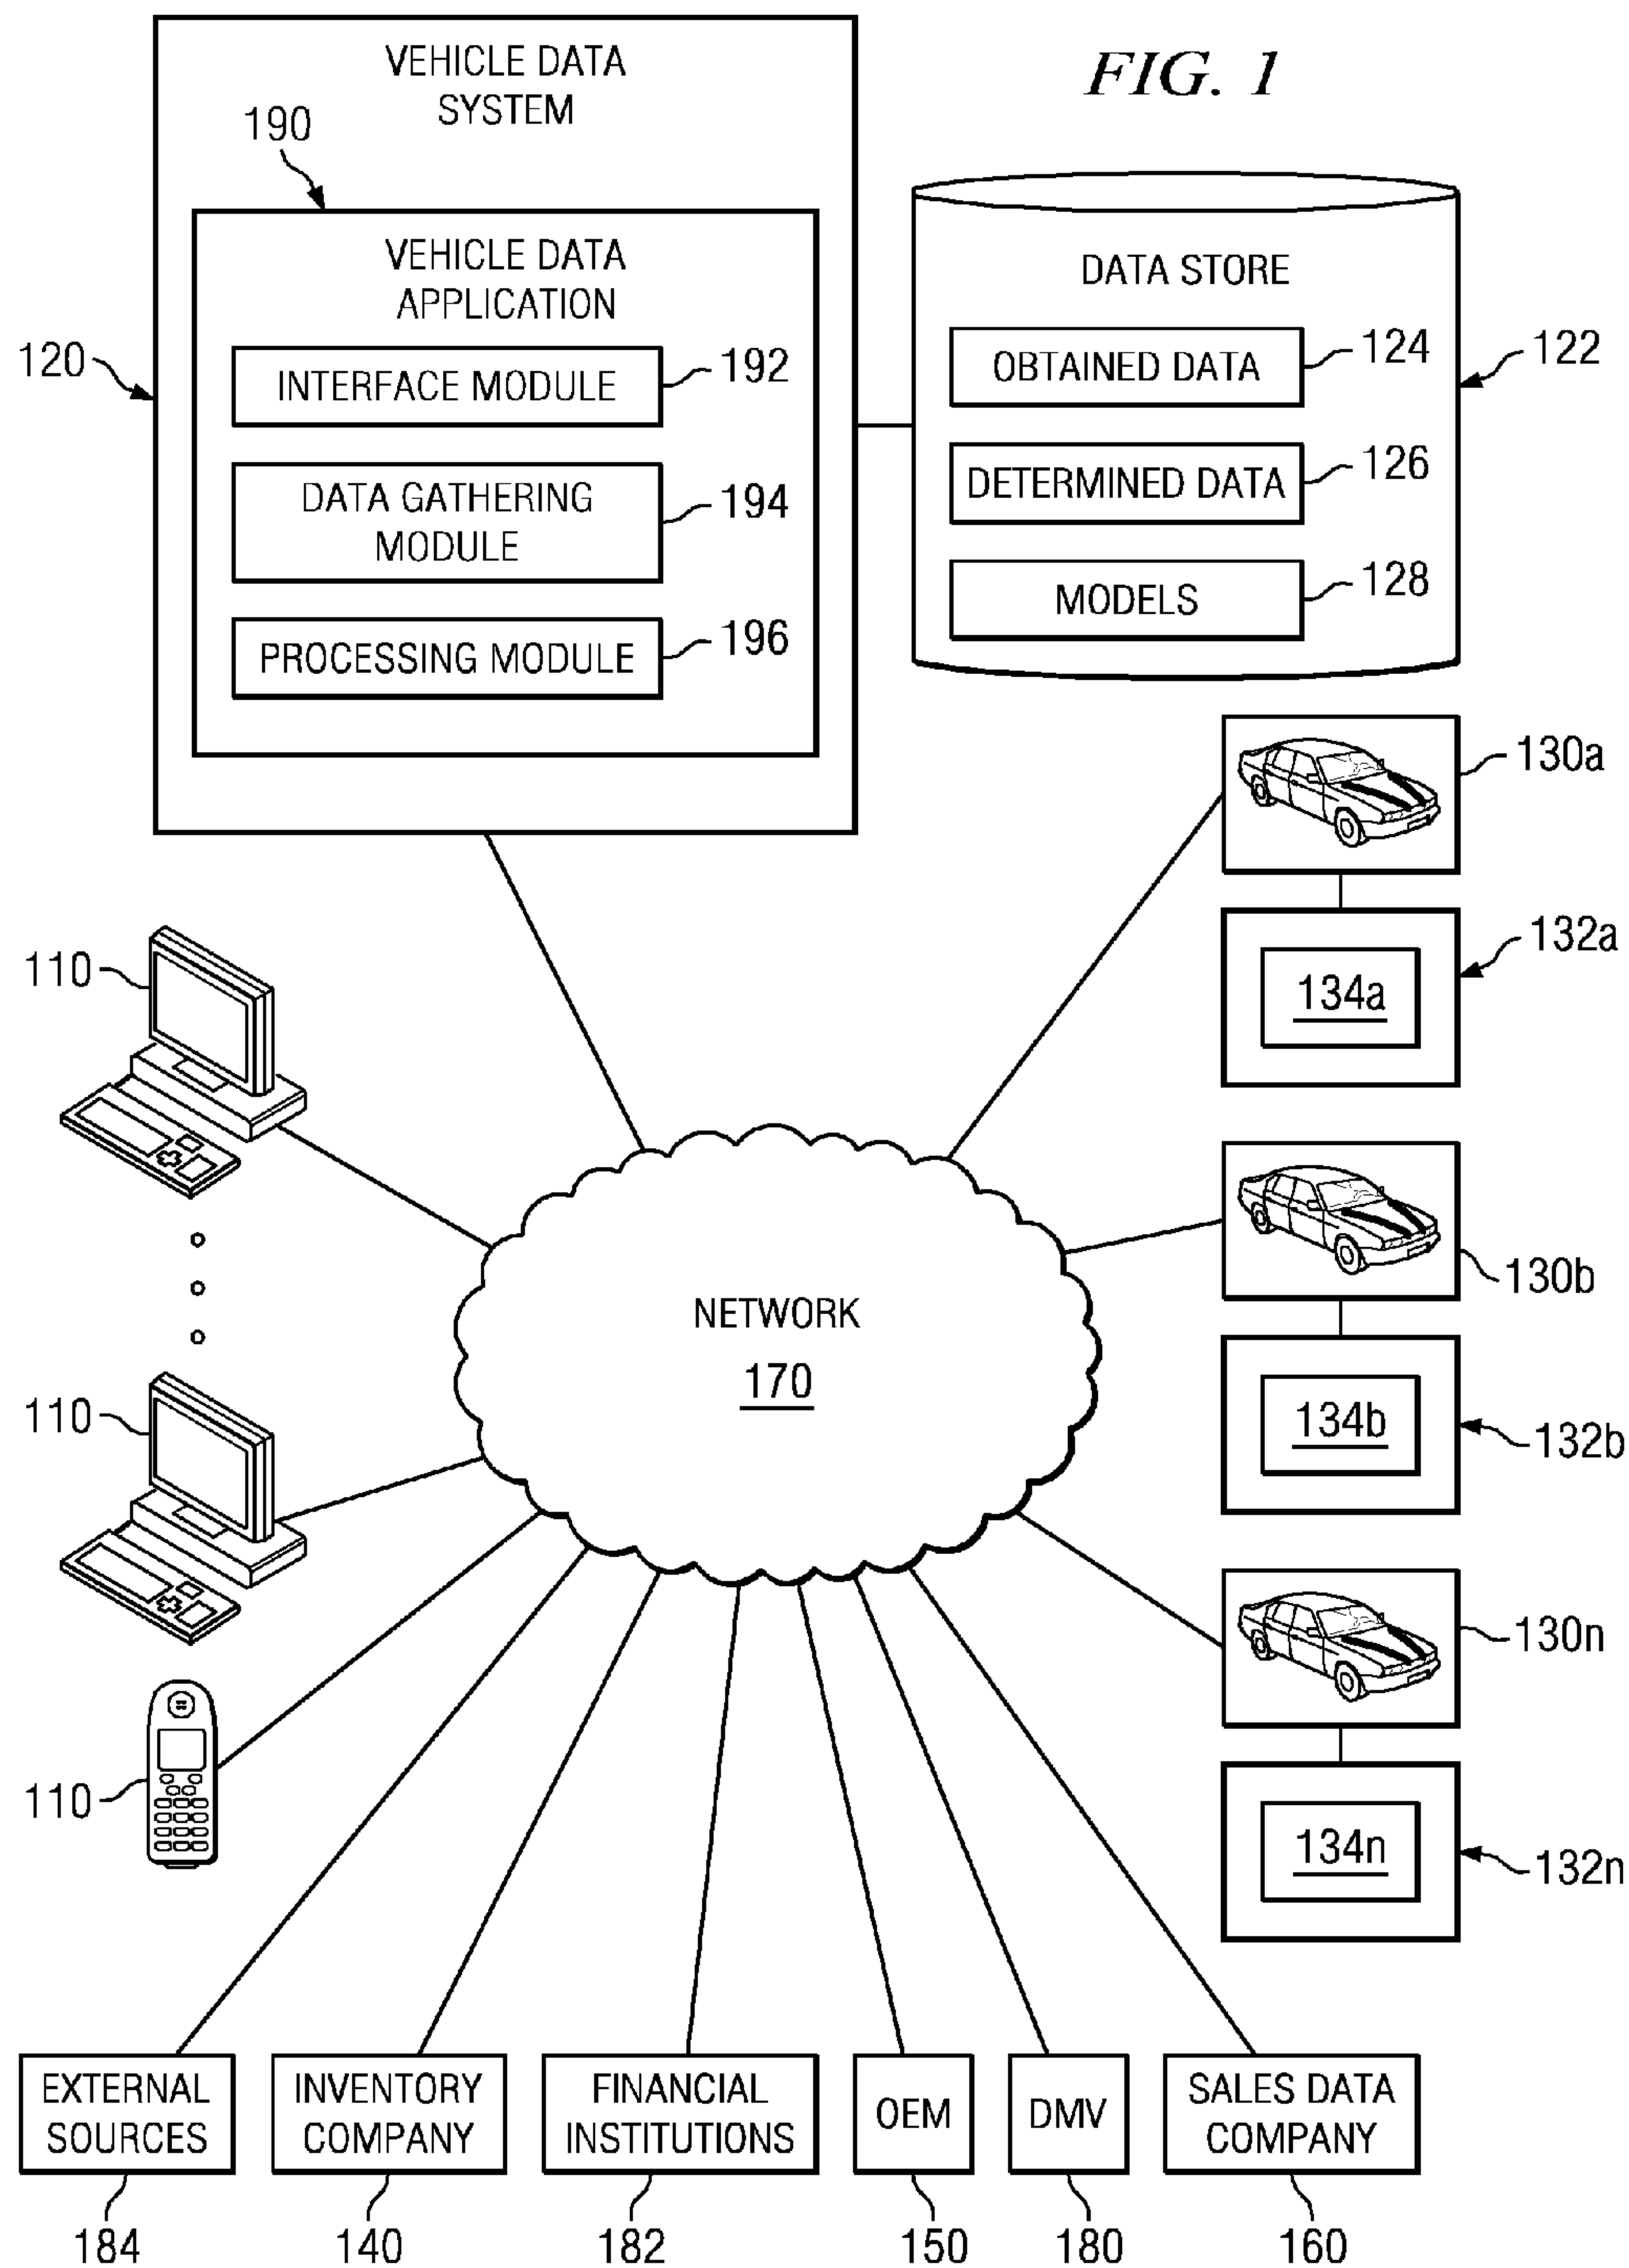 FIG. 1
VEHICLE DATA
SYSTEM
190
VEHICLE DATA
APPLICATION
120
INTERFACE MODULE
192
DATA GATHERING
MODULE
194
PROCESSING MODULE
196
DATA STORE
122
OBTAINED DATA
124
DETERMINED DATA
126
MODELS
128
130a
132a
134a
110
130b
NETWORK
170
110
134b
132b
130n
110
134n
132n
EXTERNAL
SOURCES
INVENTORY
COMPANY
FINANCIAL
INSTITUTIONS
OEM
DMV
SALES DATA
COMPANY
184
140
182
150
180
160